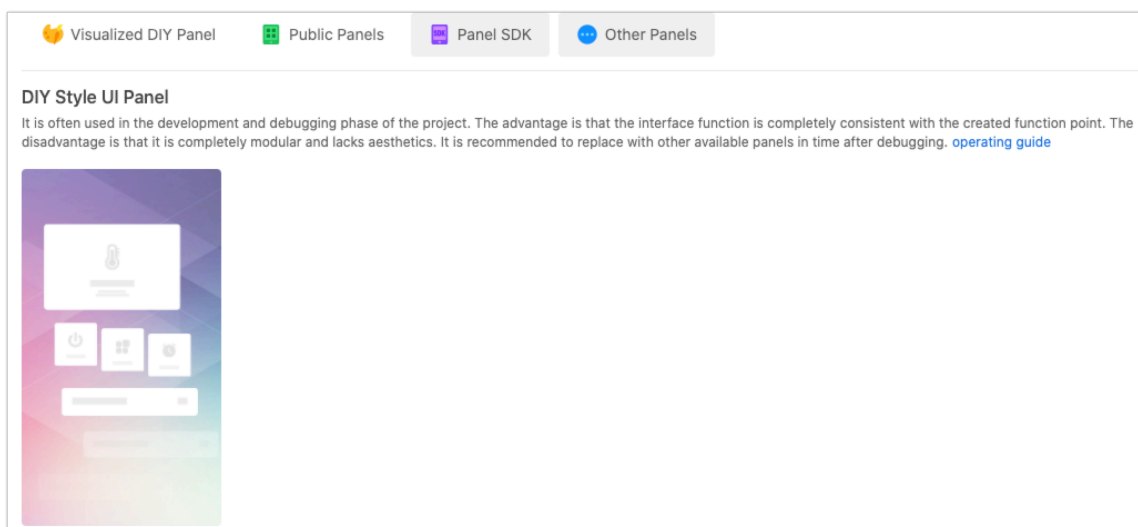 Visualized DIY Panel
Public Panels
SDK
Panel SDK
Other Panels
DIY Style UI Panel
It is often used in the development and debugging phase of the project. The advantage is that the interface function is completely consistent with the created function point. The
disadvantage is that it is completely modular and lacks aesthetics. It is recommended to replace with other available panels in time after debugging. operating guide